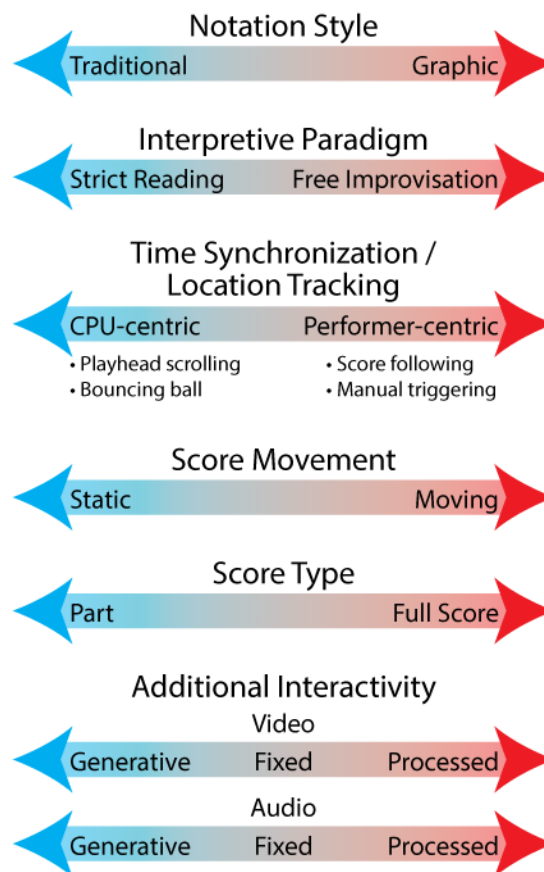 Notation Style
Traditional Graphic
Interpretive Paradigm
Strict Reading Free Improvisation
Time Synchronization /
Location Tracking
CPU-centric Performer-centric
• Playhead scrolling • Score following
• Bouncing ball • Manual triggering
Score Movement
Static Moving
Score Type
Part Full Score
Additional Interactivity
Video
Generative Fixed Processed
Audio
Generative Fixed Processed